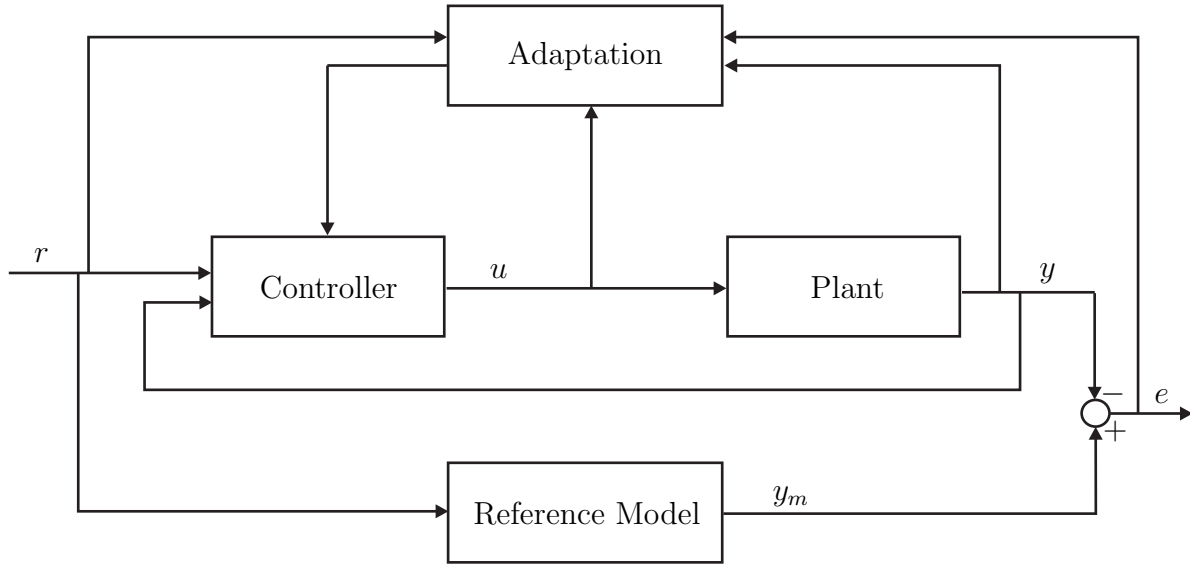 Adaptation
r
Controller
u
Plant
y
−
e
+
y_m
Reference Model